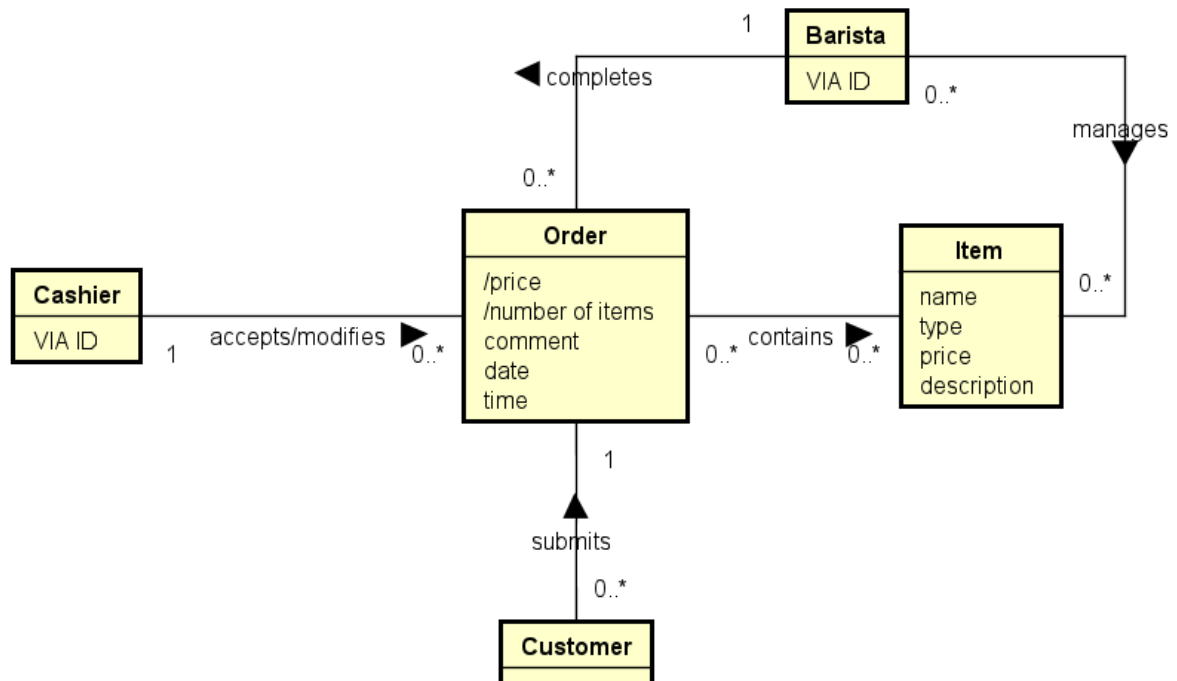 1
Barista
VIA ID
0..*
completes
manages
0..*
Order
/price
/number of items
comment
date
time
Item
name
type
price
description
0..*
Cashier
VIA ID
1
accepts/modifies
0..*
0..*
contains
0..*
1
submits
0..*
Customer